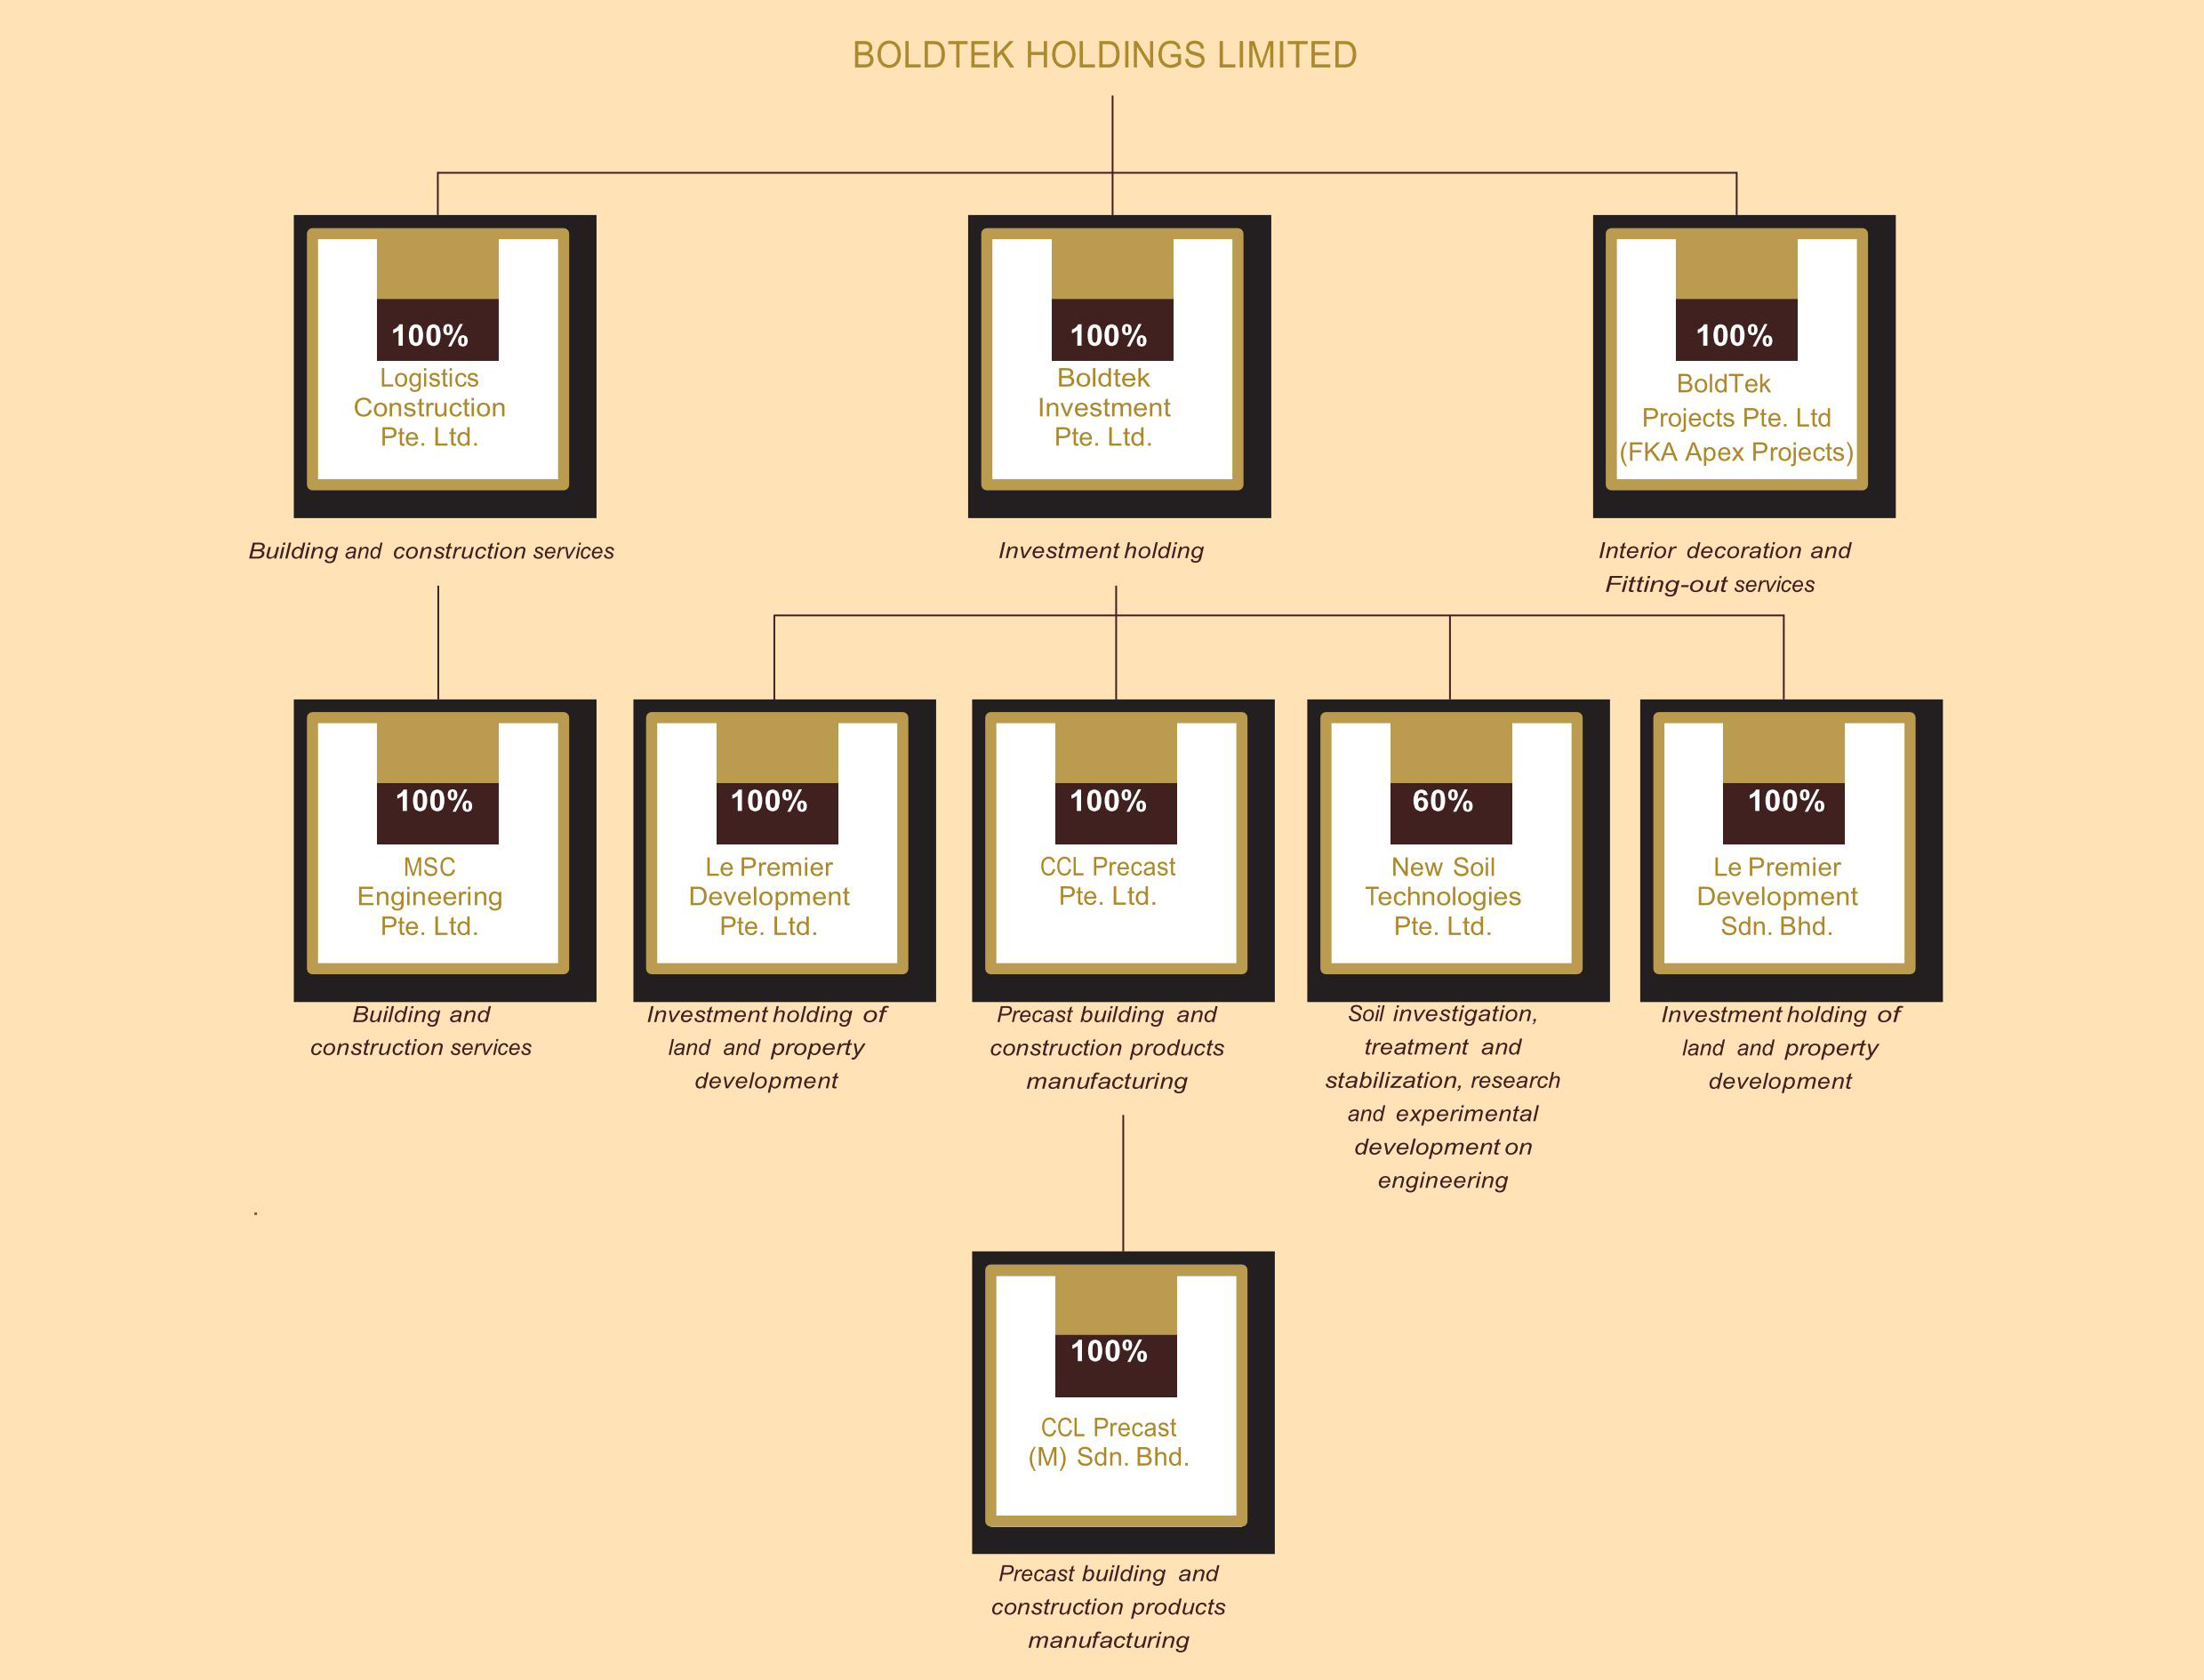 BOLDTEK HOLDINGS LIMITED
100%
Logistics
Construction
Pte. Ltd.
Building and construction services
100%
Boldtek
Investment
Pte. Ltd.
Investment holding
100%
BoldTek
Projects Pte. Ltd
(FKA Apex Projects)
Interior decoration and
Fitting-out services
100%
MSC
Engineering
Pte. Ltd.
Building and
construction services
100%
Le Premier
Development
Pte. Ltd.
Investment holding of
land and property
development
100%
CCL Precast
Pte. Ltd.
Precast building and
construction products
manufacturing
60%
New Soil
Technologies
Pte. Ltd.
Soil investigation,
treatment and
stabilization, research
and experimental
development on
engineering
100%
Le Premier
Development
Sdn. Bhd.
Investment holding of
land and property
development
100%
CCL Precast
(M) Sdn. Bhd.
Precast building and
construction products
manufacturing